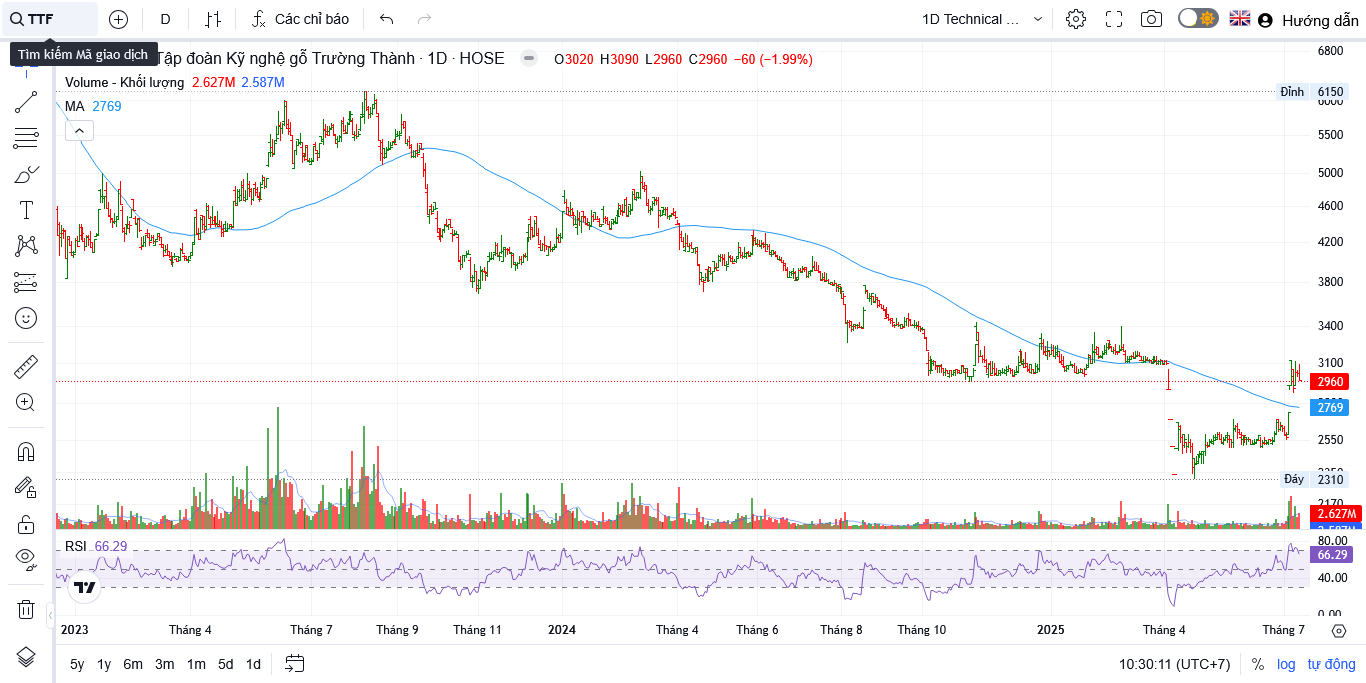 TTF
D
Các chỉ báo
1D Technical ...
Hướng dẫn
Tìm kiếm Mã giao dịch
Tập đoàn Kỹ nghệ gỗ Trường Thành · 1D · HOSE
O3020 H3090 L2960 C2960 −60 (−1.99%)
Volume - Khối lượng 2.627M 2.587M
MA 2769
6800
Đỉnh 6150
6000
5500
5000
4600
4200
3800
3400
3100
2960
2769
2550
Đáy 2310
2170
2.627M
RSI 66.29
80.00
66.29
40.00
0.00
2023 Tháng 4 Tháng 7 Tháng 9 Tháng 11 2024 Tháng 4 Tháng 6 Tháng 8 Tháng 10 2025 Tháng 4 Tháng 7
5y 1y 6m 3m 1m 5d 1d
10:30:11 (UTC+7) % log tự động